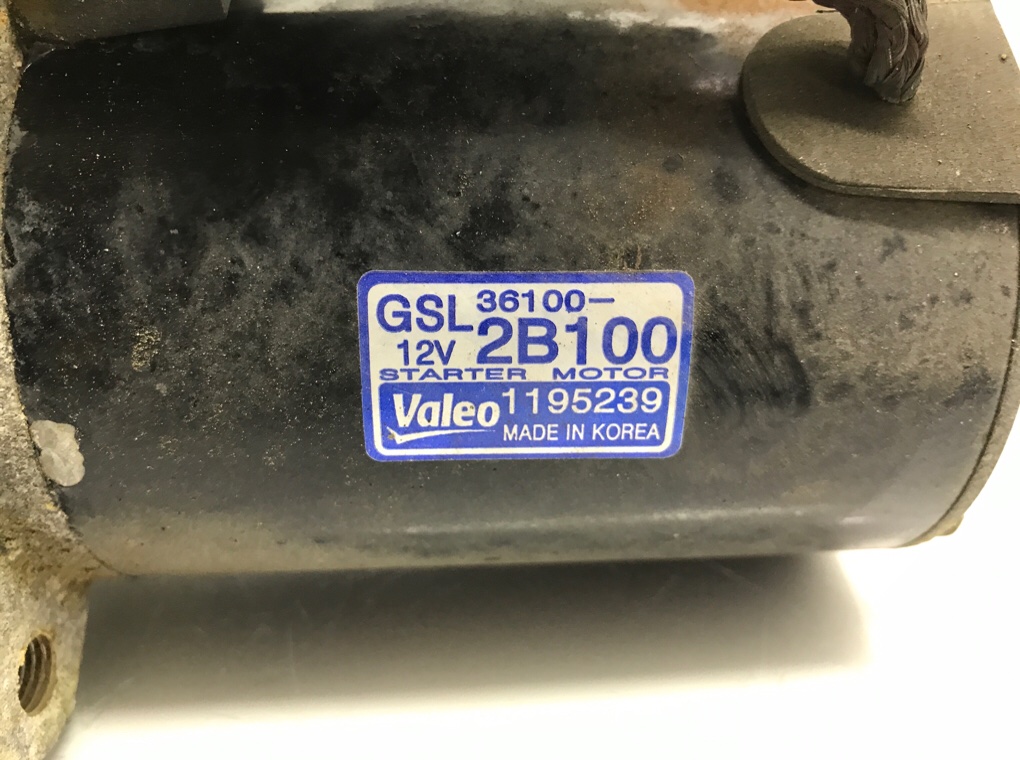 GSL 36100-
12V 2B100
STARTER MOTOR
Valeo 1195239
MADE IN KOREA